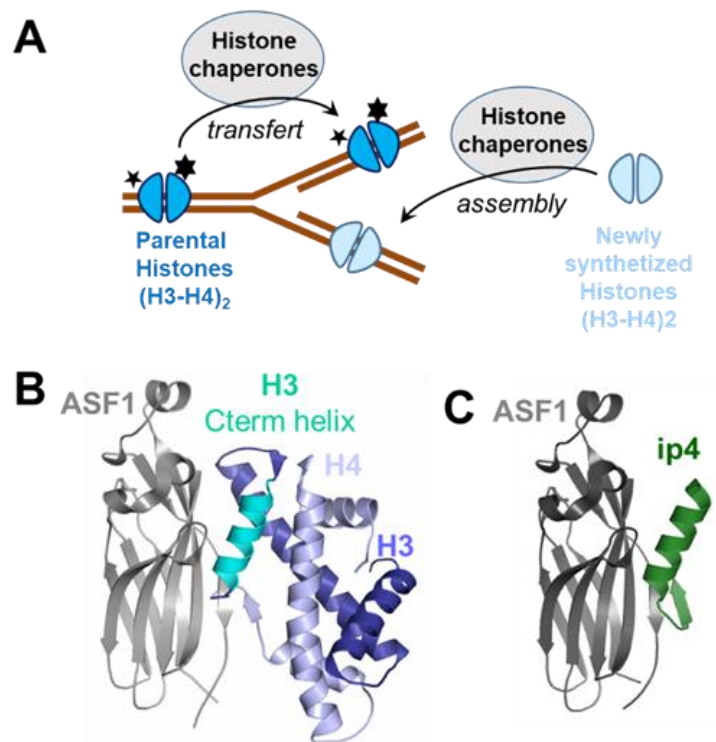 A
Histone
chaperones
transfert
Histone
chaperones
assembly
Parental
Histones
(H3-H4)2
Newly
synthetized
Histones
(H3-H4)2
B
ASF1
H3
Cterm helix
H4
H3
C
ASF1
ip4